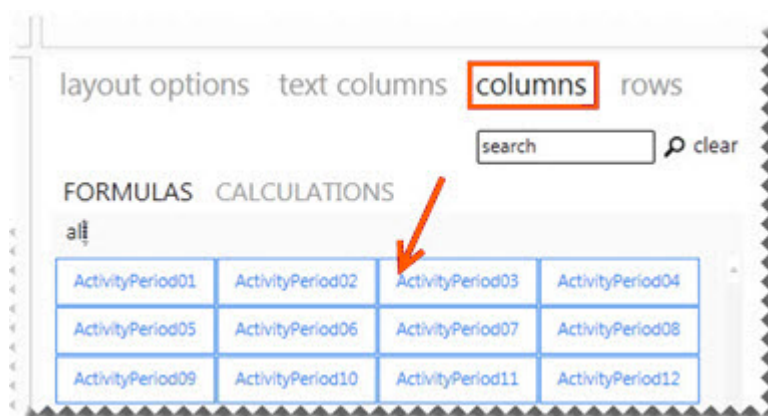 layout options text columns columns rows
search clear
FORMULAS CALCULATIONS
all
ActivityPeriod01 ActivityPeriod02 ActivityPeriod03 ActivityPeriod04
ActivityPeriod05 ActivityPeriod06 ActivityPeriod07 ActivityPeriod08
ActivityPeriod09 ActivityPeriod10 ActivityPeriod11 ActivityPeriod12